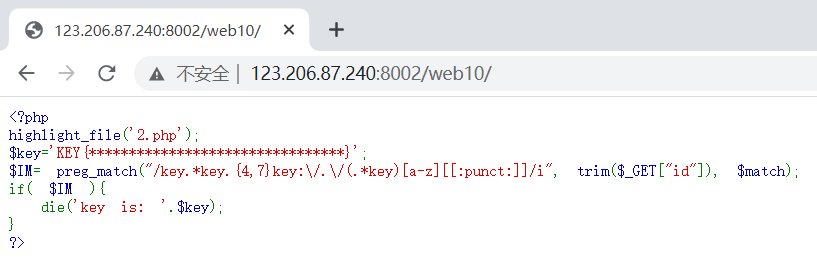 123.206.87.240:8002/web10/
不安全 | 123.206.87.240:8002/web10/
<?php
highlight_file('2.php');
$key='KEY{********************************}';
$IM= preg_match("/key.*key.{4,7}key:\/.\/(.*key)[a-z][[:punct:]]/i", trim($_GET["id"]), $match);
if( $IM ){
    die('key is: '.$key);
}
?>